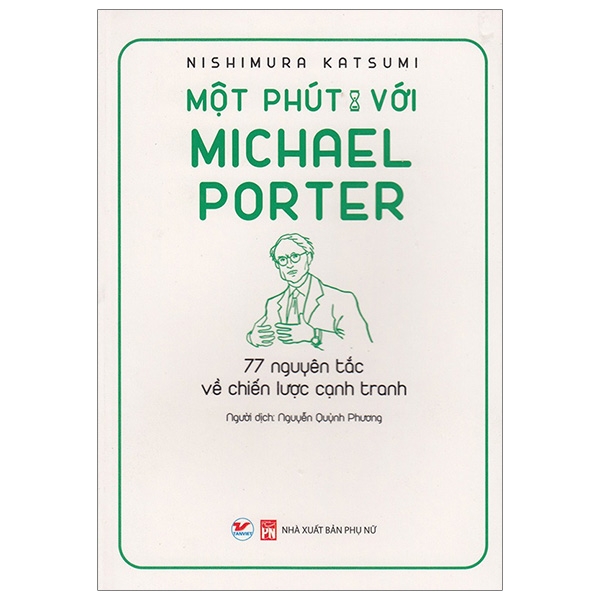 NISHIMURA KATSUMI
MỘT PHÚT VỚI
MICHAEL
PORTER
77 nguyên tắc
về chiến lược cạnh tranh
Người dịch: Nguyễn Quỳnh Phương
TANVIET
PN
NHÀ XUẤT BẢN PHỤ NỮ